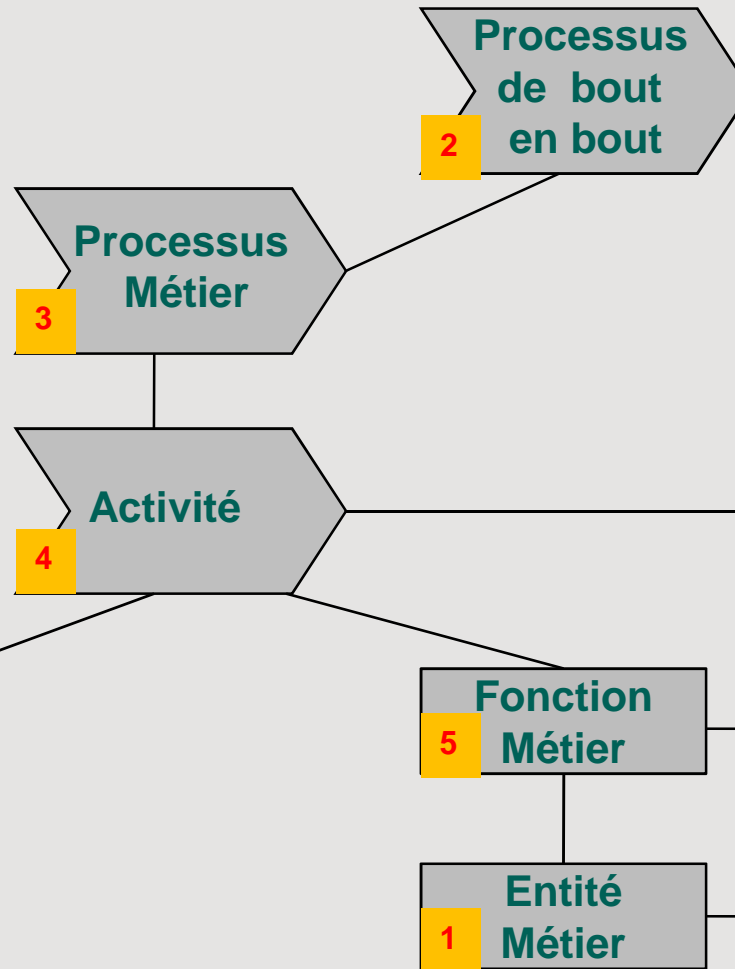 Processus
de bout
en bout
2
Processus
Métier
3
Activité
4
Fonction
Métier
5
Entité
Métier
1